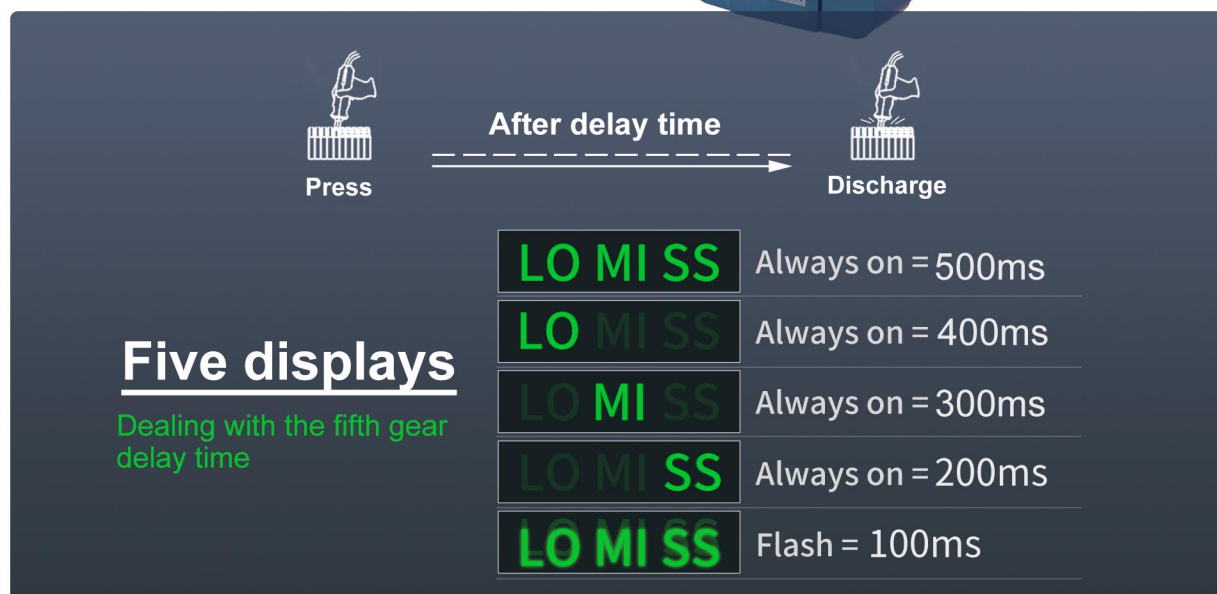 After delay time
Press
Discharge
LO MI SS Always on = 500ms
LO MI SS Always on = 400ms
Five displays
LO MI SS Always on = 300ms
Dealing with the fifth gear
delay time
LO MI SS Always on = 200ms
LO MI SS Flash = 100ms